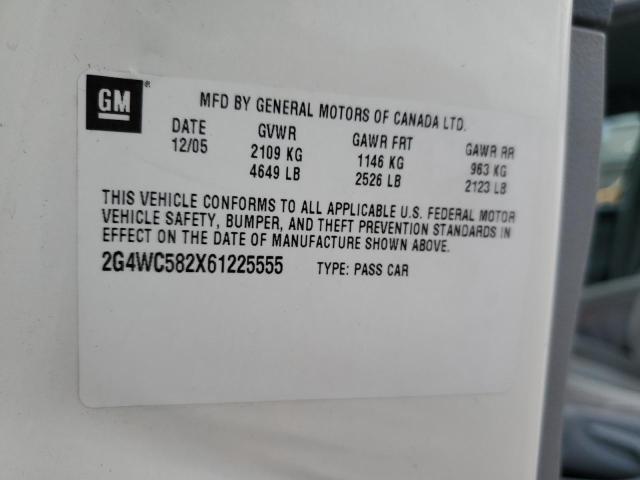 GM®
MFD BY GENERAL MOTORS OF CANADA LTD.
DATE GVWR GAWR FRT GAWR RR
12/05 2109 KG 1146 KG 963 KG
4649 LB 2526 LB 2123 LB
THIS VEHICLE CONFORMS TO ALL APPLICABLE U.S. FEDERAL MOTOR
VEHICLE SAFETY, BUMPER, AND THEFT PREVENTION STANDARDS IN
EFFECT ON THE DATE OF MANUFACTURE SHOWN ABOVE.
2G4WC582X61225555 TYPE: PASS CAR